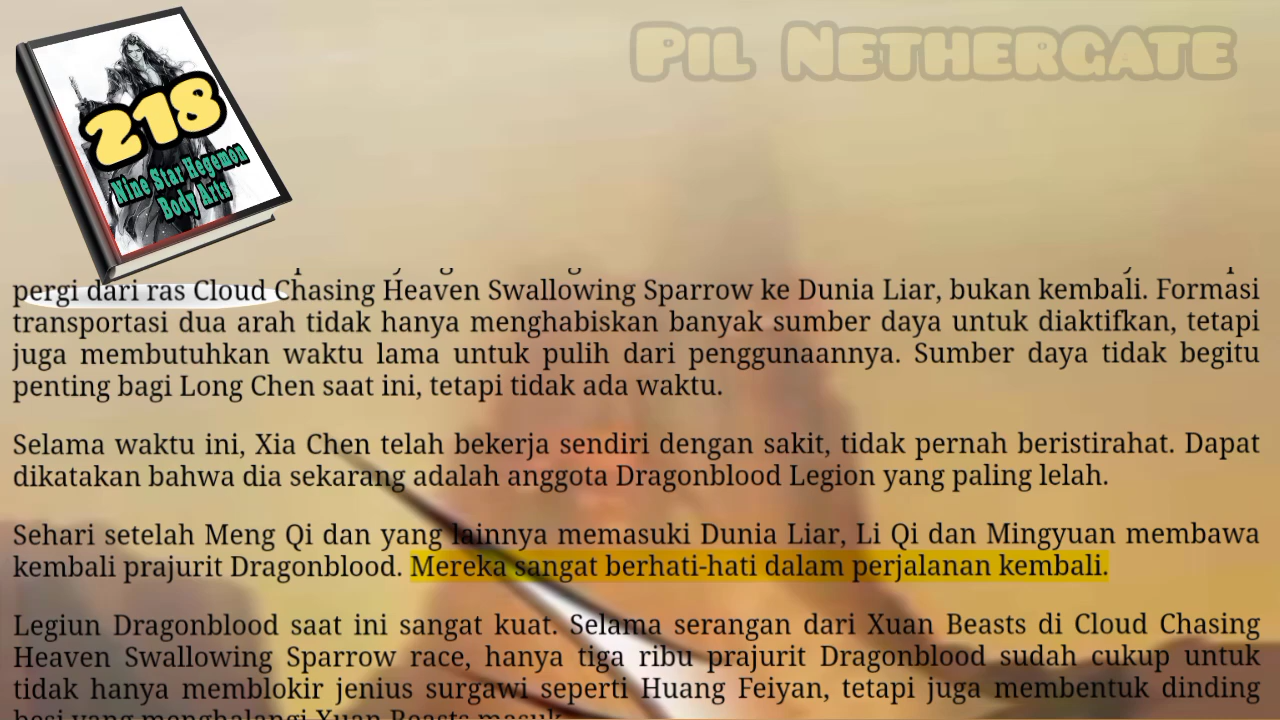 Pil Nethergate
218
Nine Star Hegemon
Body Arts
pergi dari ras Cloud Chasing Heaven Swallowing Sparrow ke Dunia Liar, bukan kembali. Formasi
transportasi dua arah tidak hanya menghabiskan banyak sumber daya untuk diaktifkan, tetapi
juga membutuhkan waktu lama untuk pulih dari penggunaannya. Sumber daya tidak begitu
penting bagi Long Chen saat ini, tetapi tidak ada waktu.
Selama waktu ini, Xia Chen telah bekerja sendiri dengan sakit, tidak pernah beristirahat. Dapat
dikatakan bahwa dia sekarang adalah anggota Dragonblood Legion yang paling lelah.
Sehari setelah Meng Qi dan yang lainnya memasuki Dunia Liar, Li Qi dan Mingyuan membawa
kembali prajurit Dragonblood. Mereka sangat berhati-hati dalam perjalanan kembali.
Legiun Dragonblood saat ini sangat kuat. Selama serangan dari Xuan Beasts di Cloud Chasing
Heaven Swallowing Sparrow race, hanya tiga ribu prajurit Dragonblood sudah cukup untuk
tidak hanya memblokir jenius surgawi seperti Huang Feiyan, tetapi juga membentuk dinding
besi yang menghalangi Xuan Beasts masuk.